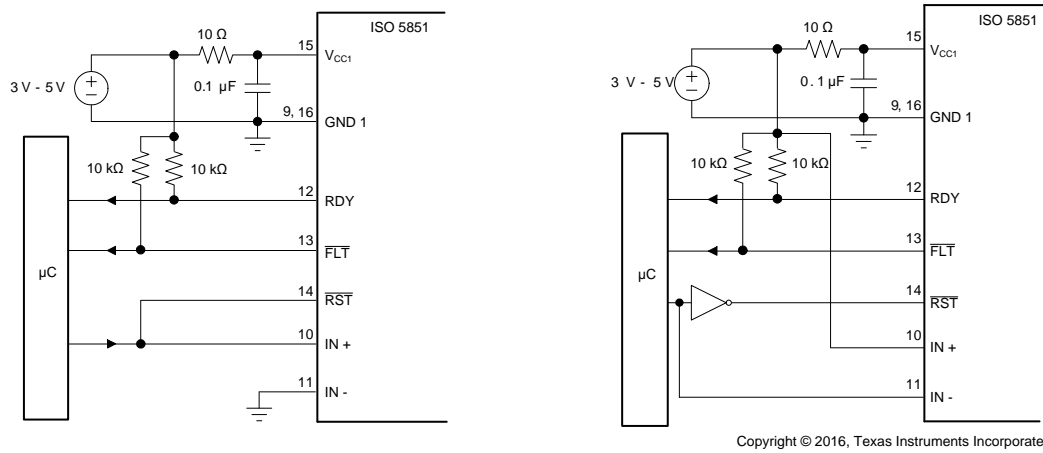 ISO 5851
15
10 Ω
VCC1
3 V - 5 V
0.1 µF
9, 16
GND 1
10 kΩ
10 kΩ
12
RDY
13
FLT
µC
14
RST
10
IN +
11
IN -
ISO 5851
15
10 Ω
VCC1
3 V - 5 V
0.1 µF
9, 16
GND 1
10 kΩ
10 kΩ
12
RDY
13
FLT
µC
14
RST
10
IN +
11
IN -
Copyright © 2016, Texas Instruments Incorporate